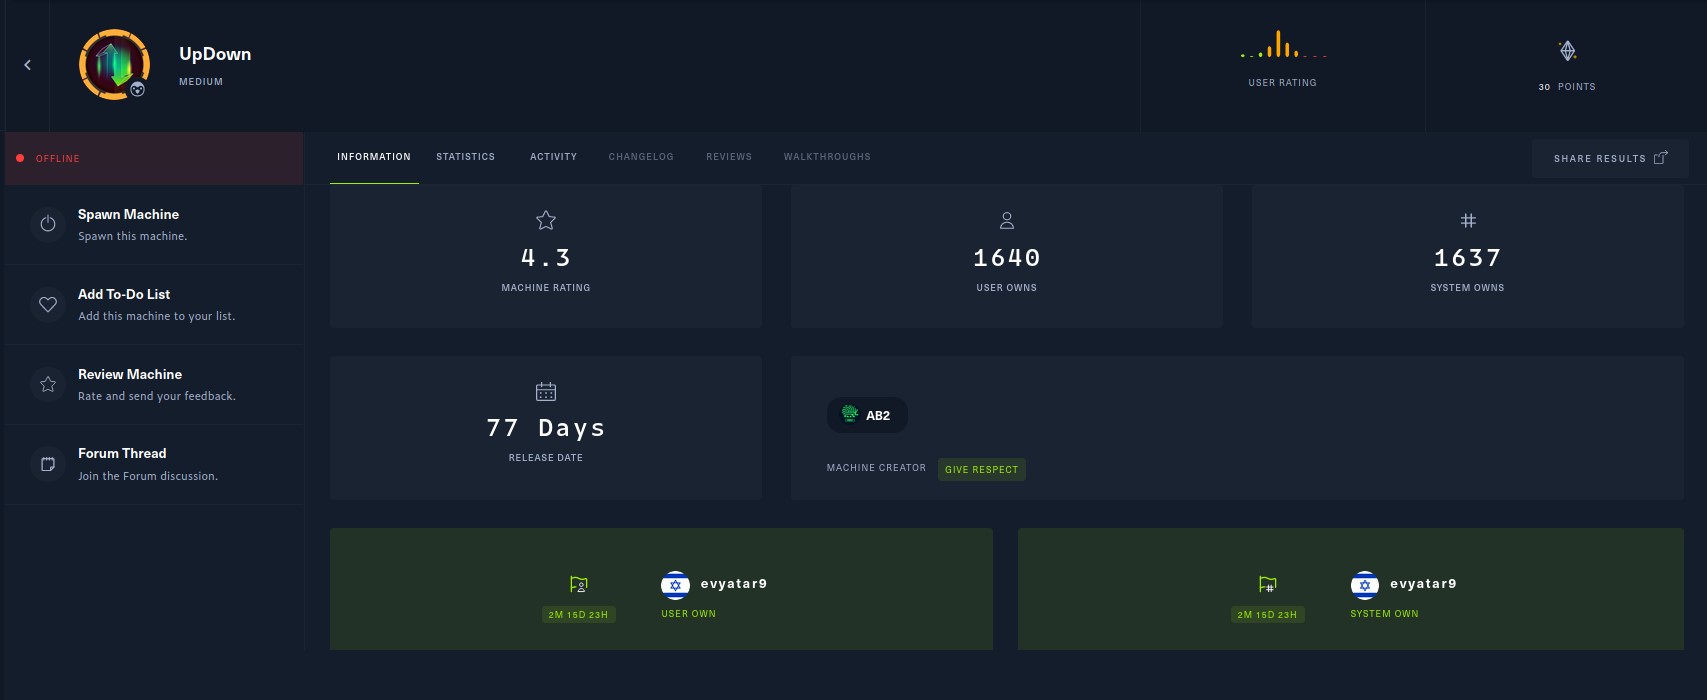 UpDown
MEDIUM
USER RATING
30 POINTS
OFFLINE
INFORMATION STATISTICS ACTIVITY CHANGELOG REVIEWS WALKTHROUGHS
SHARE RESULTS
Spawn Machine
Spawn this machine.
Add To-Do List
Add this machine to your list.
Review Machine
Rate and send your feedback.
Forum Thread
Join the Forum discussion.
4.3
MACHINE RATING
1640
USER OWNS
1637
SYSTEM OWNS
77 Days
RELEASE DATE
AB2
MACHINE CREATOR GIVE RESPECT
evyatar9
2M 15D 23H USER OWN
evyatar9
2M 15D 23H SYSTEM OWN